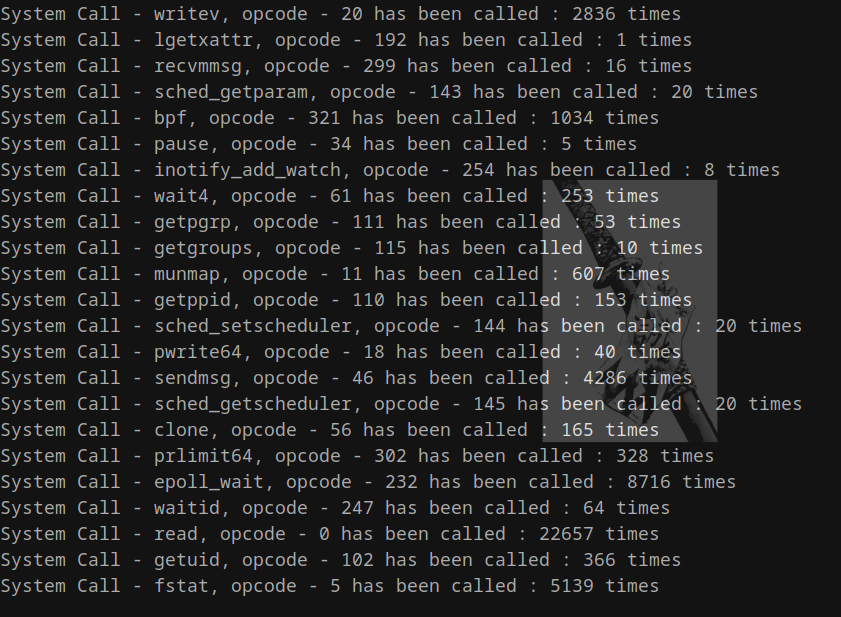 System Call - writev, opcode - 20 has been called : 2836 times
System Call - lgetxattr, opcode - 192 has been called : 1 times
System Call - recvmmsg, opcode - 299 has been called : 16 times
System Call - sched_getparam, opcode - 143 has been called : 20 times
System Call - bpf, opcode - 321 has been called : 1034 times
System Call - pause, opcode - 34 has been called : 5 times
System Call - inotify_add_watch, opcode - 254 has been called : 8 times
System Call - wait4, opcode - 61 has been called : 253 times
System Call - getpgrp, opcode - 111 has been called : 53 times
System Call - getgroups, opcode - 115 has been called : 10 times
System Call - munmap, opcode - 11 has been called : 607 times
System Call - getppid, opcode - 110 has been called : 153 times
System Call - sched_setscheduler, opcode - 144 has been called : 20 times
System Call - pwrite64, opcode - 18 has been called : 40 times
System Call - sendmsg, opcode - 46 has been called : 4286 times
System Call - sched_getscheduler, opcode - 145 has been called : 20 times
System Call - clone, opcode - 56 has been called : 165 times
System Call - prlimit64, opcode - 302 has been called : 328 times
System Call - epoll_wait, opcode - 232 has been called : 8716 times
System Call - waitid, opcode - 247 has been called : 64 times
System Call - read, opcode - 0 has been called : 22657 times
System Call - getuid, opcode - 102 has been called : 366 times
System Call - fstat, opcode - 5 has been called : 5139 times